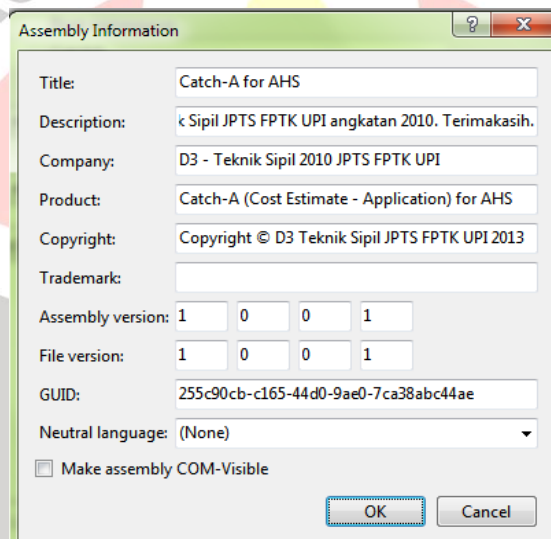 Assembly Information
Title: Catch-A for AHS
Description: k Sipil JPTS FPTK UPI angkatan 2010. Terimakasih.
Company: D3 - Teknik Sipil 2010 JPTS FPTK UPI
Product: Catch-A (Cost Estimate - Application) for AHS
Copyright: Copyright © D3 Teknik Sipil JPTS FPTK UPI 2013
Trademark:
Assembly version: 1 0 0 1
File version: 1 0 0 1
GUID: 255c90cb-c165-44d0-9ae0-7ca38abc44ae
Neutral language: (None)
Make assembly COM-Visible
OK Cancel